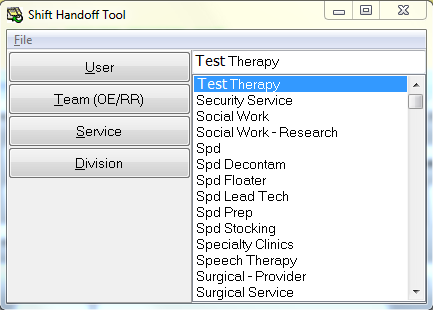 Shift Handoff Tool
File
User
Team (OE/RR)
Service
Division
Test Therapy
Test Therapy
Security Service
Social Work
Social Work - Research
Spd
Spd Decontam
Spd Floater
Spd Lead Tech
Spd Prep
Spd Stocking
Specialty Clinics
Speech Therapy
Surgical - Provider
Surgical Service